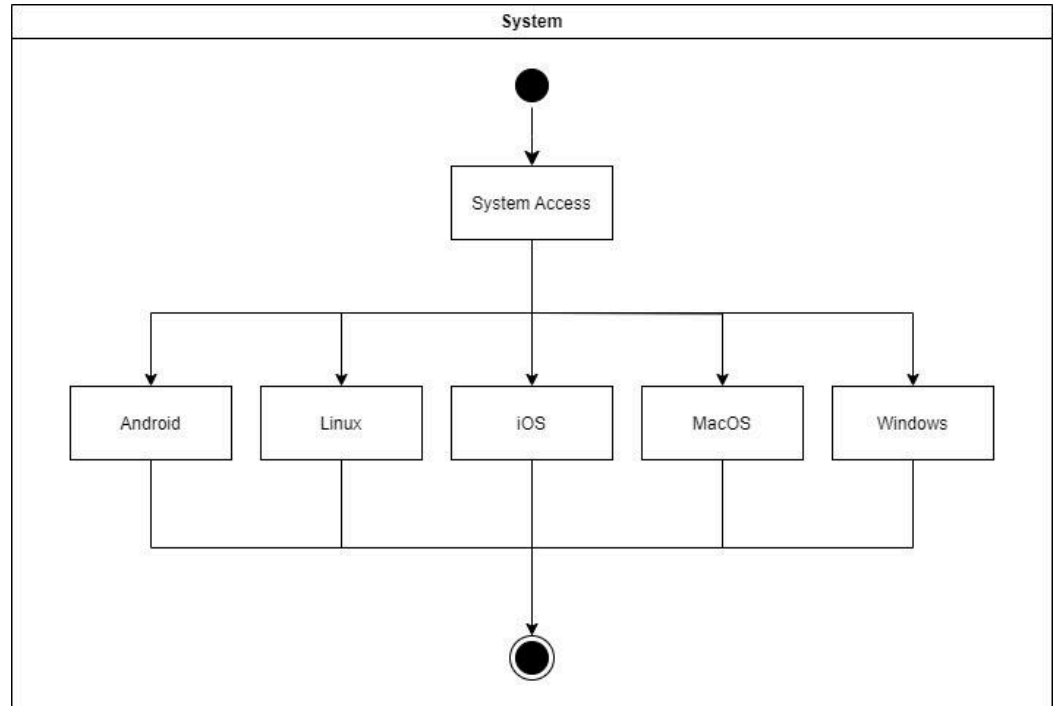 System
System Access
Android
Linux
iOS
MacOS
Windows